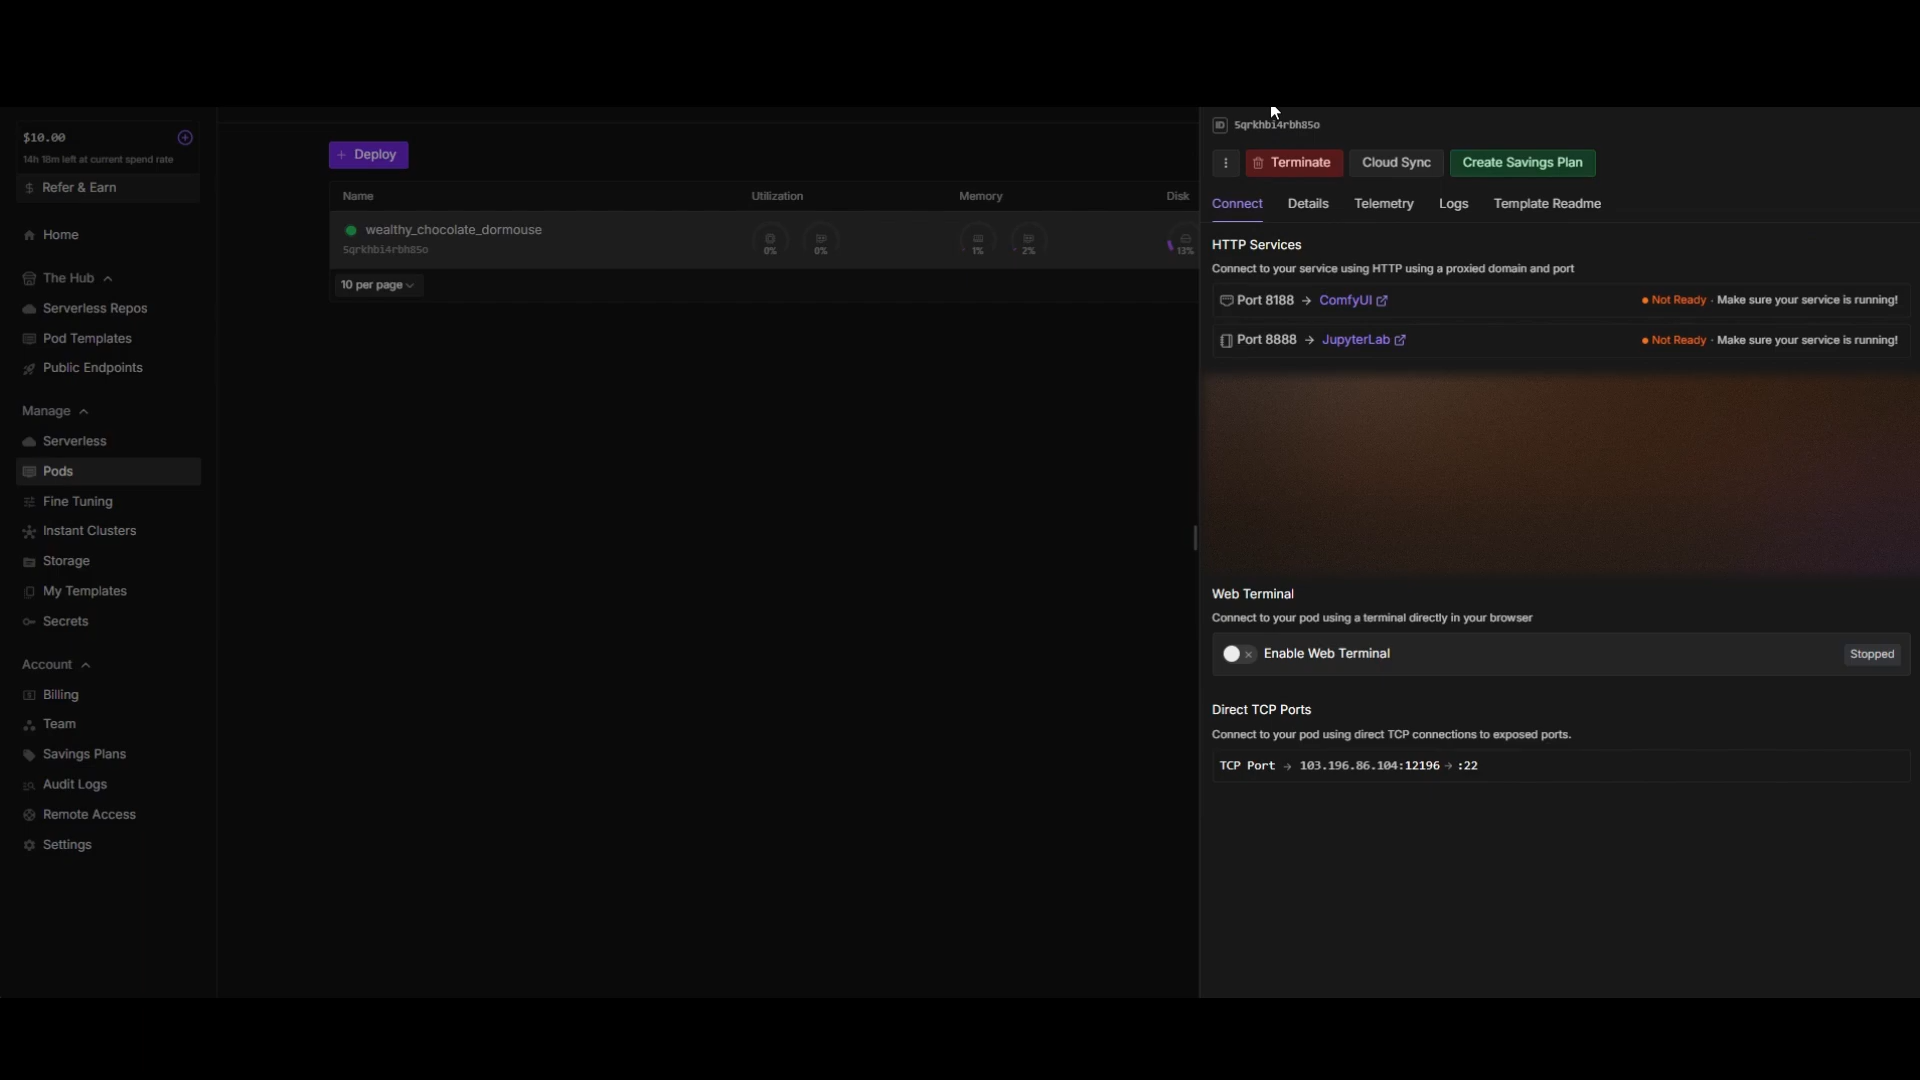 $10.00
14h 18m left at current spend rate
Refer & Earn
Home
The Hub
Serverless Repos
Pod Templates
Public Endpoints
Manage
Serverless
Pods
Fine Tuning
Instant Clusters
Storage
My Templates
Secrets
Account
Billing
Team
Savings Plans
Audit Logs
Remote Access
Settings
+ Deploy
Name Utilization Memory Disk
wealthy_chocolate_dormouse
5qrkhbi4rbh85o
0% 0% 1% 2% 13%
10 per page
ID 5qrkhbi4rbh85o
Terminate Cloud Sync Create Savings Plan
Connect Details Telemetry Logs Template Readme
HTTP Services
Connect to your service using HTTP using a proxied domain and port
Port 8188 → ComfyUI Not Ready · Make sure your service is running!
Port 8888 → JupyterLab Not Ready · Make sure your service is running!
Web Terminal
Connect to your pod using a terminal directly in your browser
Enable Web Terminal Stopped
Direct TCP Ports
Connect to your pod using direct TCP connections to exposed ports.
TCP Port → 103.196.86.104:12196 → :22